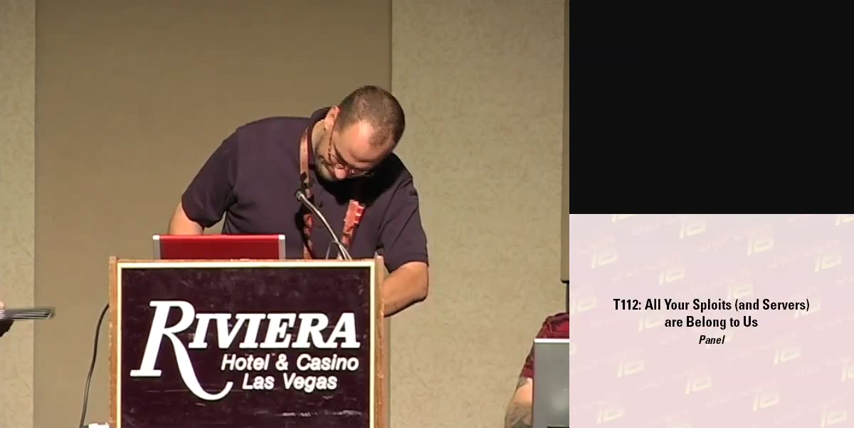 RIVIERA
Hotel & Casino
Las Vegas
T112: All Your Sploits (and Servers)
are Belong to Us
Panel